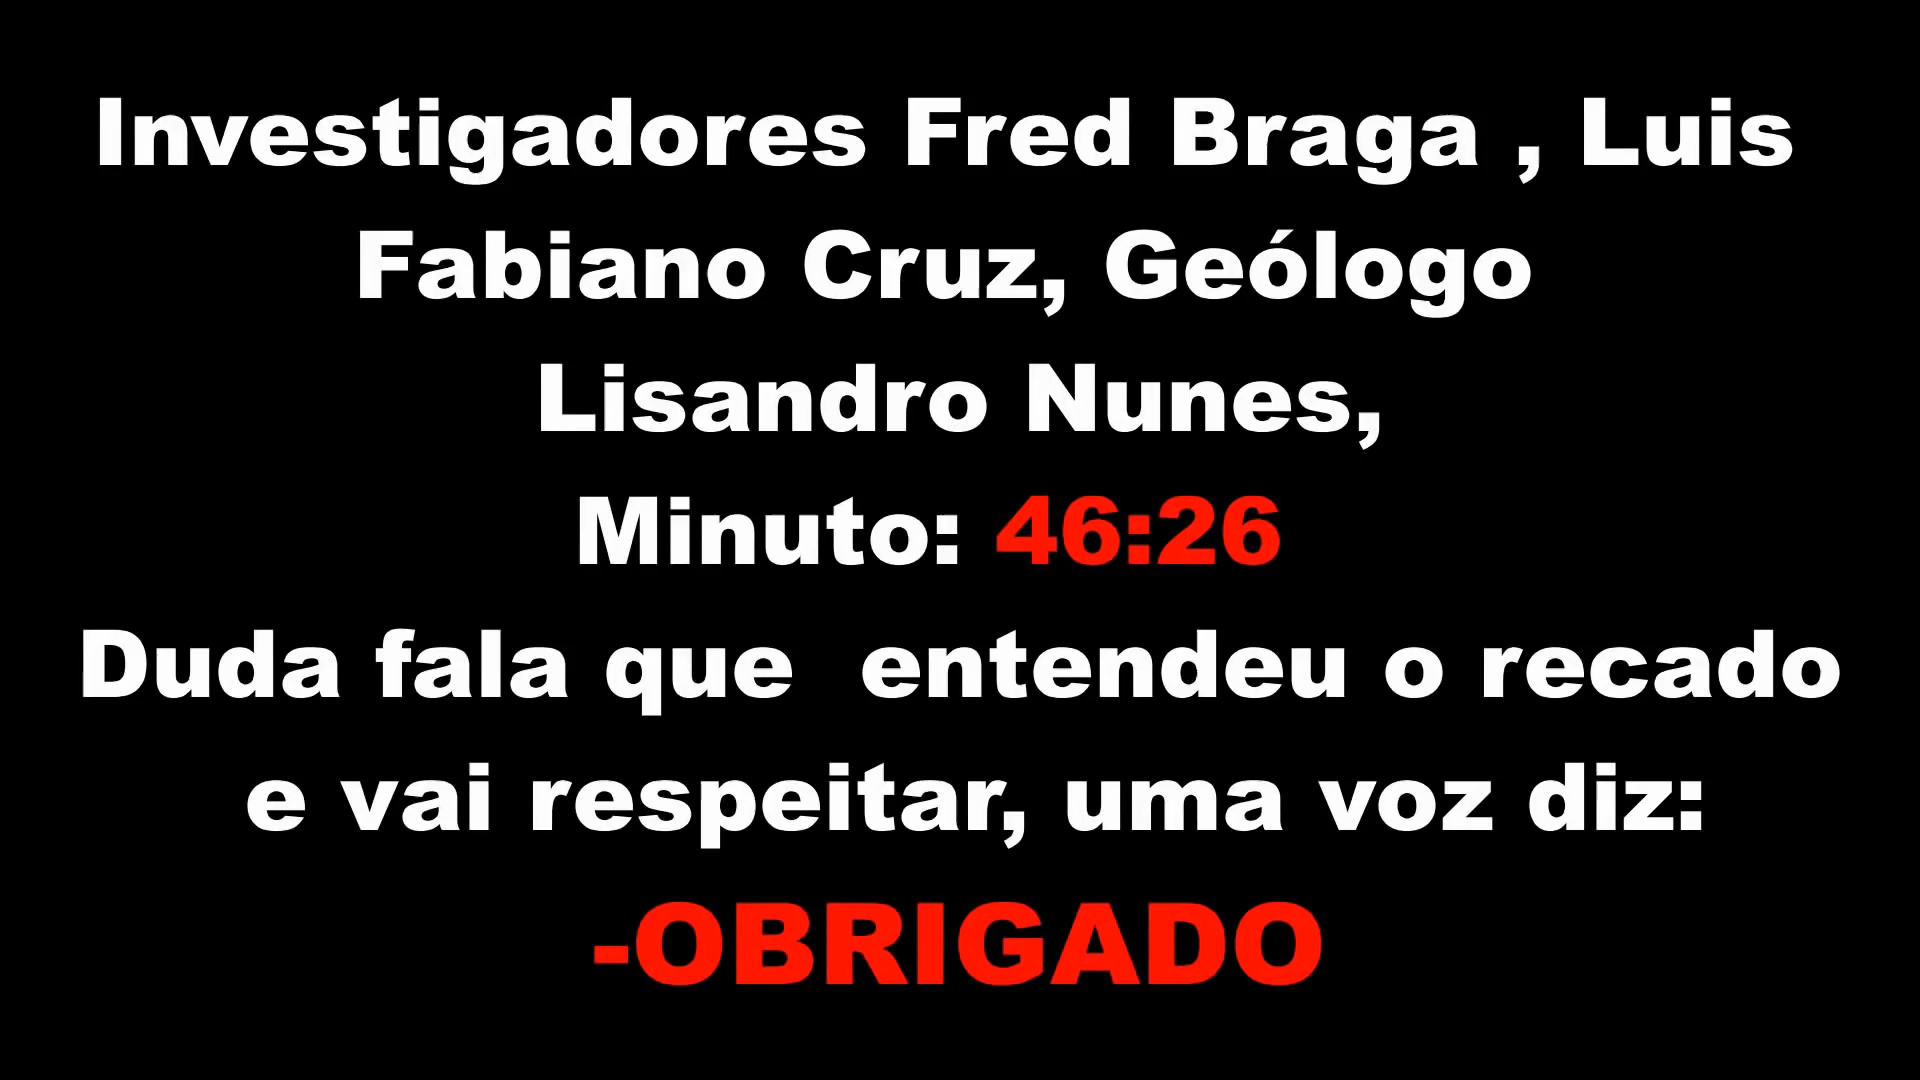 Investigadores Fred Braga , Luis
Fabiano Cruz, Geólogo
Lisandro Nunes,
Minuto: 46:26
Duda fala que  entendeu o recado
e vai respeitar, uma voz diz:
-OBRIGADO